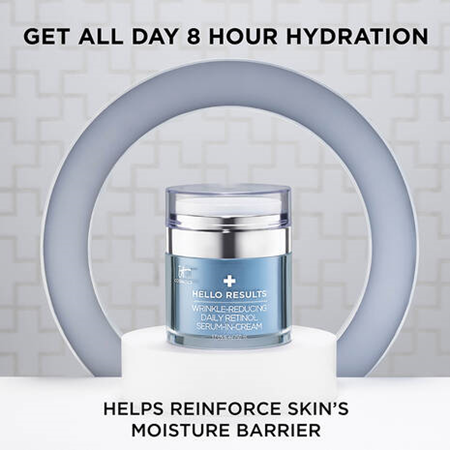 GET ALL DAY 8 HOUR HYDRATION
it
HELLO RESULTS
WRINKLE-REDUCING
DAILY RETINOL
SERUM-IN-CREAM
HELPS REINFORCE SKIN'S
MOISTURE BARRIER